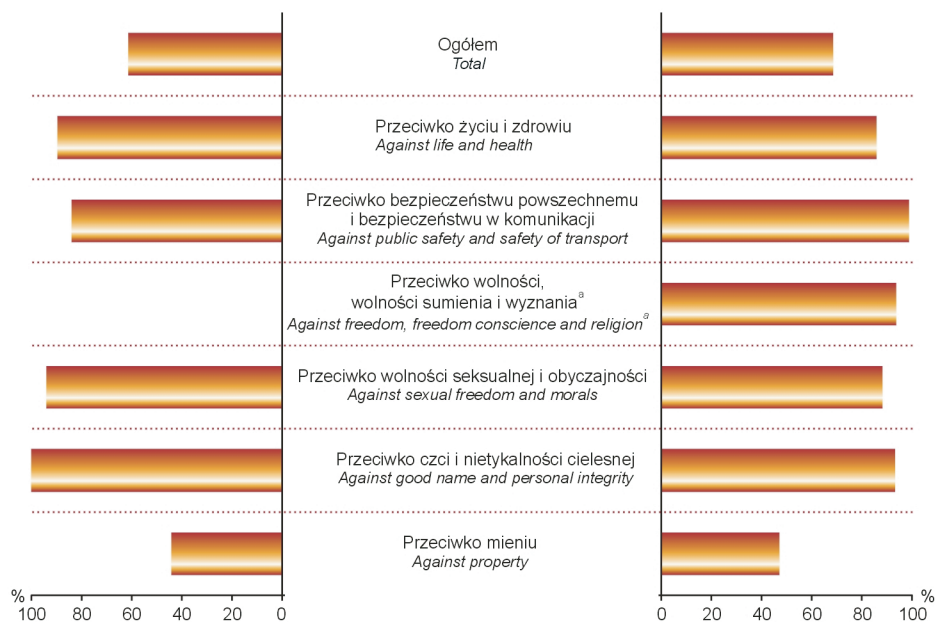 Ogółem
Total
Przeciwko życiu i zdrowiu
Against life and health
Przeciwko bezpieczeństwu powszechnemu
i bezpieczeństwu w komunikacji
Against public safety and safety of transport
Przeciwko wolności,
wolności sumienia i wyznania a
Against freedom, freedom conscience and religion a
Przeciwko wolności seksualnej i obyczajności
Against sexual freedom and morals
Przeciwko czci i nietykalności cielesnej
Against good name and personal integrity
Przeciwko mieniu
Against property
% %
100 80 60 40 20 0 0 20 40 60 80 100